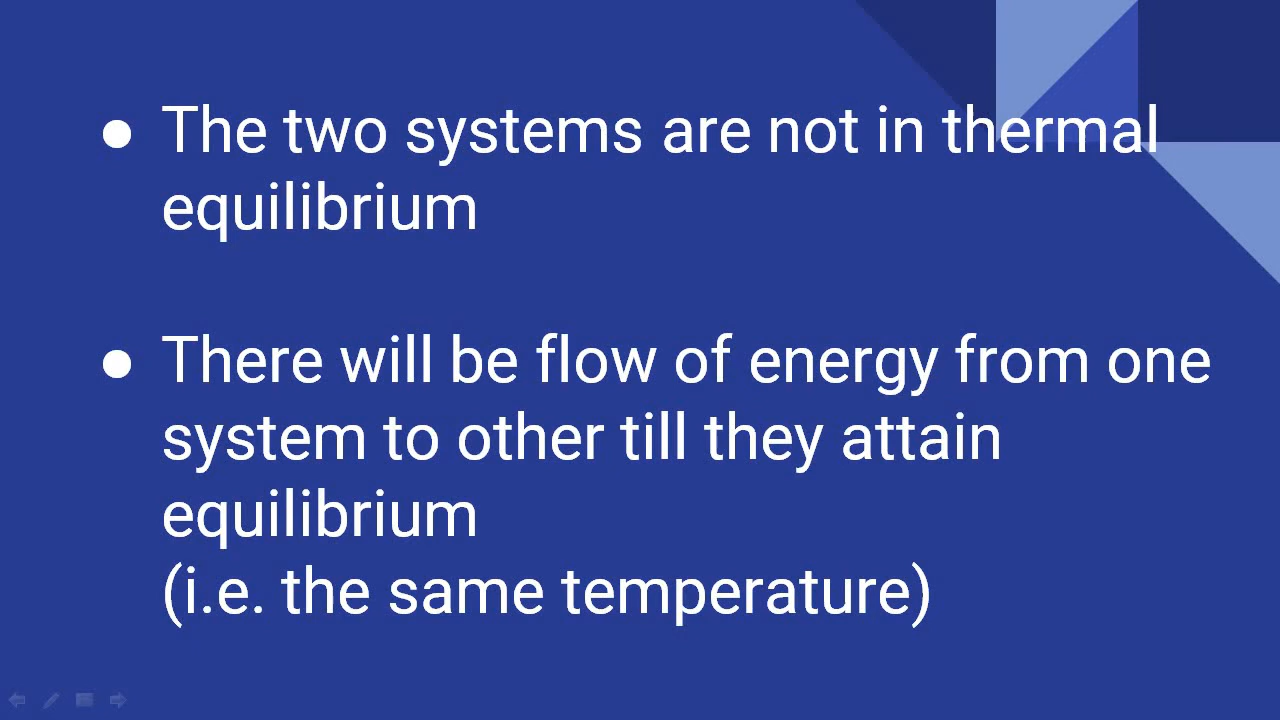 ● The two systems are not in thermal
equilibrium
● There will be flow of energy from one
system to other till they attain
equilibrium
(i.e. the same temperature)